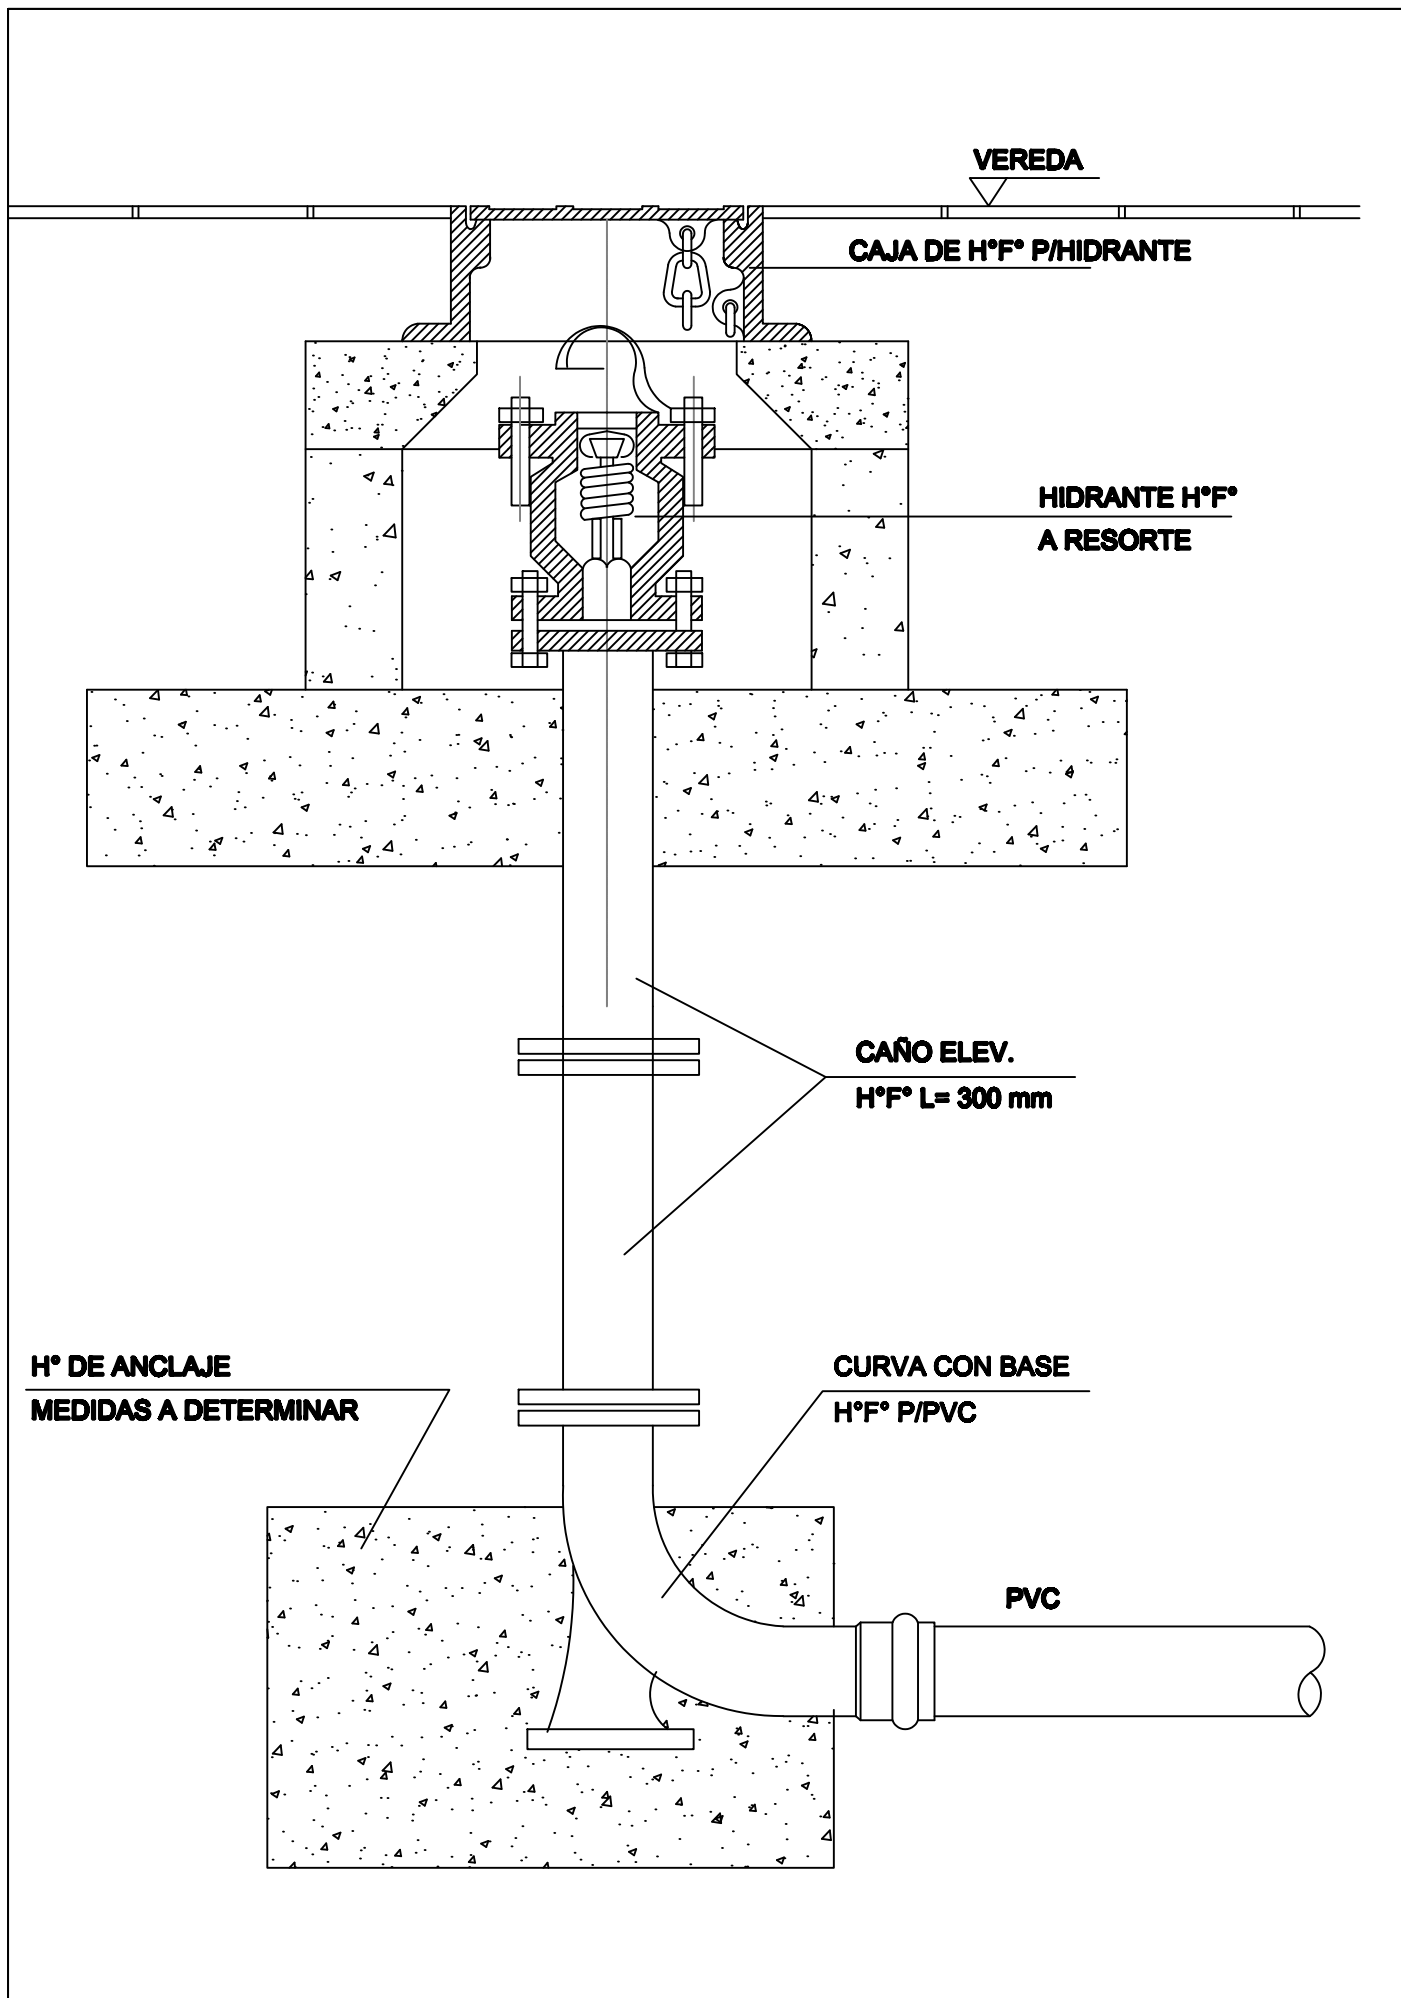 VEREDA
CAJA DE H°F° P/HIDRANTE
HIDRANTE H°F°
A RESORTE
CAÑO ELEV.
H°F° L= 300 mm
H° DE ANCLAJE
MEDIDAS A DETERMINAR
CURVA CON BASE
H°F° P/PVC
PVC